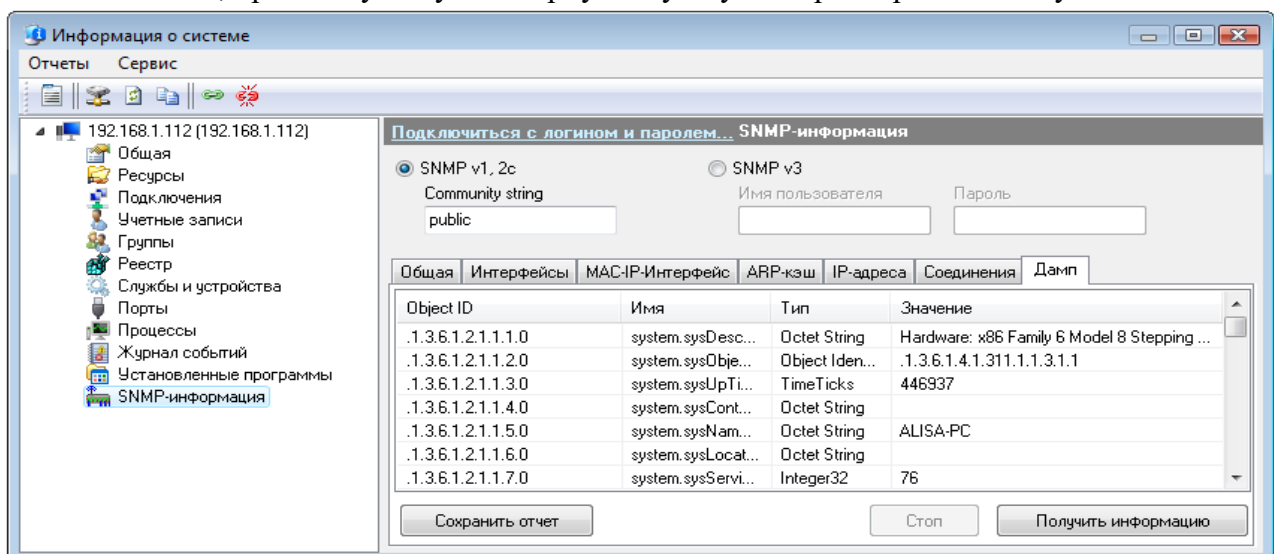 Информация о системе
Отчеты Сервис
192.168.1.112 (192.168.1.112)
Общая
Ресурсы
Подключения
Учетные записи
Группы
Реестр
Службы и устройства
Порты
Процессы
Журнал событий
Установленные программы
SNMP-информация
Подключиться с логином и паролем... SNMP-информация
SNMP v1, 2c SNMP v3
Community string Имя пользователя Пароль
public
Общая Интерфейсы MAC-IP-Интерфейс ARP-кэш IP-адреса Соединения Дамп
Object ID Имя Тип Значение
.1.3.6.1.2.1.1.1.0 system.sysDesc... Octet String Hardware: x86 Family 6 Model 8 Stepping ...
.1.3.6.1.2.1.1.2.0 system.sysObje... Object Iden... .1.3.6.1.4.1.311.1.1.3.1.1
.1.3.6.1.2.1.1.3.0 system.sysUpTi... TimeTicks 446937
.1.3.6.1.2.1.1.4.0 system.sysCont... Octet String
.1.3.6.1.2.1.1.5.0 system.sysNam... Octet String ALISA-PC
.1.3.6.1.2.1.1.6.0 system.sysLocat... Octet String
.1.3.6.1.2.1.1.7.0 system.sysServi... Integer32 76
Сохранить отчет Стоп Получить информацию